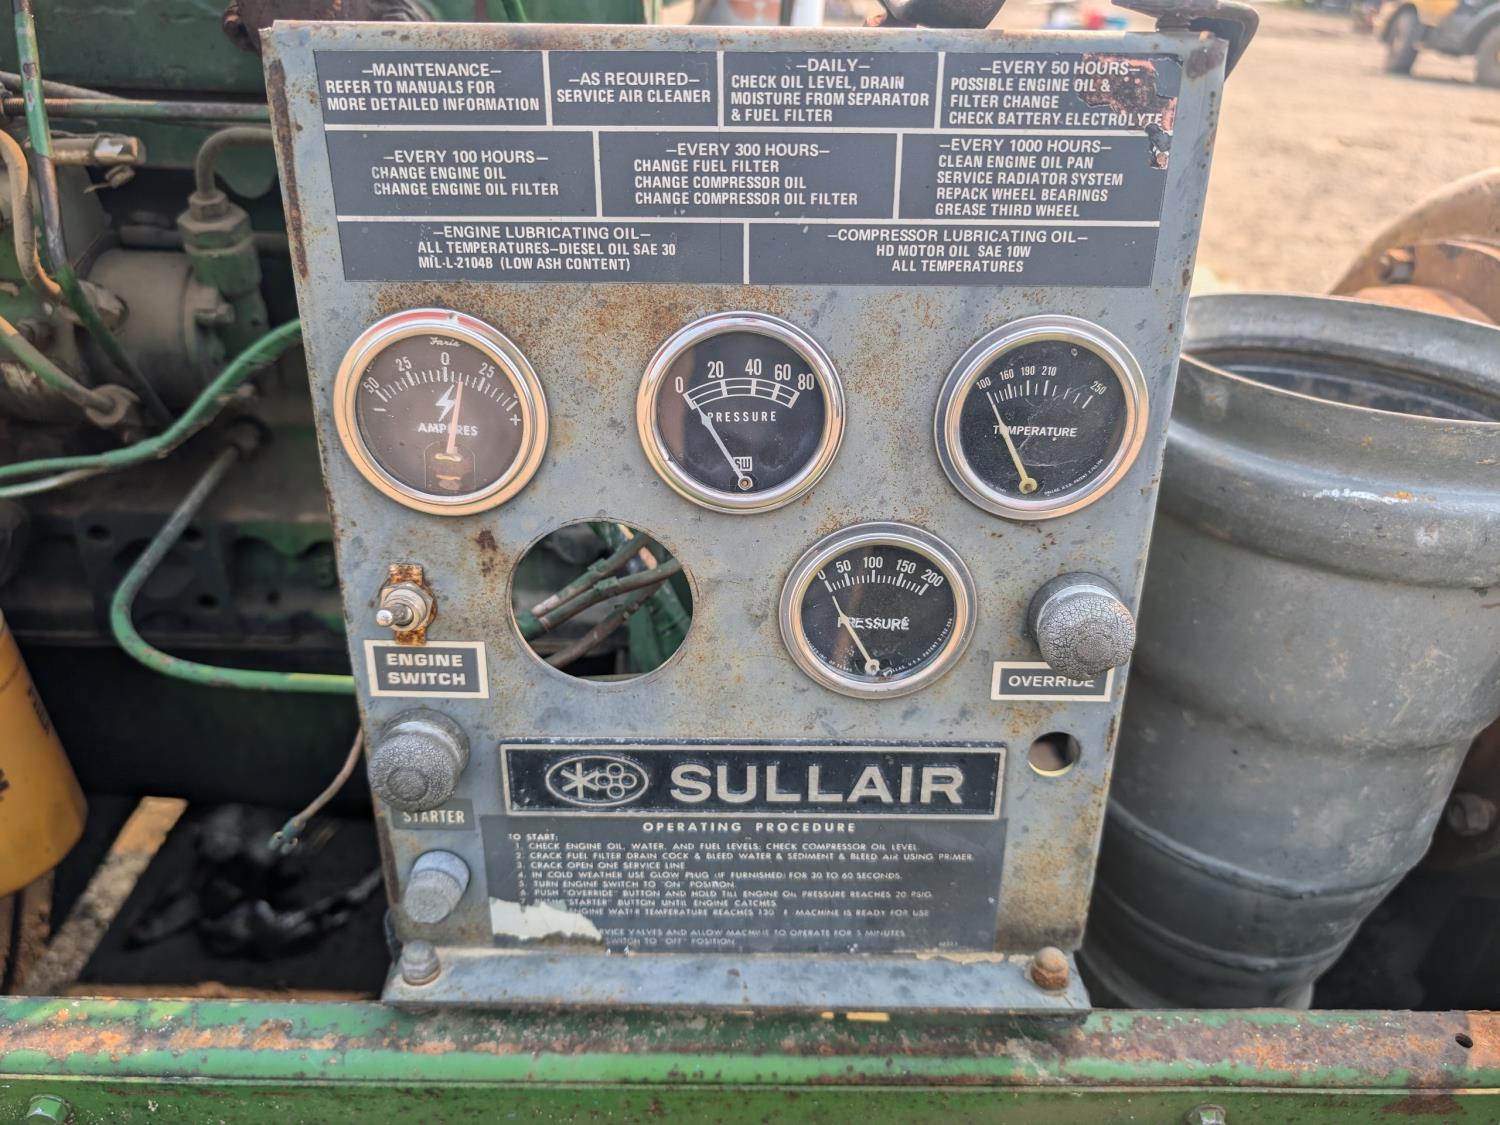 —MAINTENANCE—
REFER TO MANUALS FOR
MORE DETAILED INFORMATION
—AS REQUIRED—
SERVICE AIR CLEANER
—DAILY—
CHECK OIL LEVEL, DRAIN
MOISTURE FROM SEPARATOR
& FUEL FILTER
—EVERY 50 HOURS—
POSSIBLE ENGINE OIL &
FILTER CHANGE
CHECK BATTERY ELECTROLYTE
—EVERY 100 HOURS—
CHANGE ENGINE OIL
CHANGE ENGINE OIL FILTER
—EVERY 300 HOURS—
CHANGE FUEL FILTER
CHANGE COMPRESSOR OIL
CHANGE COMPRESSOR OIL FILTER
—EVERY 1000 HOURS—
CLEAN ENGINE OIL PAN
SERVICE RADIATOR SYSTEM
REPACK WHEEL BEARINGS
GREASE THIRD WHEEL
—ENGINE LUBRICATING OIL—
ALL TEMPERATURES—DIESEL OIL SAE 30
MIL-L-2104B (LOW ASH CONTENT)
—COMPRESSOR LUBRICATING OIL—
HD MOTOR OIL SAE 10W
ALL TEMPERATURES
Faria
50 25 0 25
- +
AMPERES
0 20 40 60 80
PRESSURE
SW
100 160 190 210 250
TEMPERATURE
0 50 100 150 200
PRESSURE
ENGINE
SWITCH
OVERRIDE
STARTER
SULLAIR
OPERATING PROCEDURE
TO START:
1. CHECK ENGINE OIL, WATER, AND FUEL LEVELS; CHECK COMPRESSOR OIL LEVEL.
2. CRACK FUEL FILTER DRAIN COCK & BLEED WATER & SEDIMENT & BLEED AIR USING PRIMER.
3. CRACK OPEN ONE SERVICE LINE
4. IN COLD WEATHER USE GLOW PLUG (IF FURNISHED) FOR 30 TO 60 SECONDS.
5. TURN ENGINE SWITCH TO "ON" POSITION.
6. PUSH "OVERRIDE" BUTTON AND HOLD TILL ENGINE OIL PRESSURE REACHES 20 PSIG
7. PUSH "STARTER" BUTTON UNTIL ENGINE CATCHES
ENGINE WATER TEMPERATURE REACHES 130 F MACHINE IS READY FOR USE
VALVES AND ALLOW MACHINE TO OPERATE FOR 5 MINUTES
SWITCH TO "OFF" POSITION